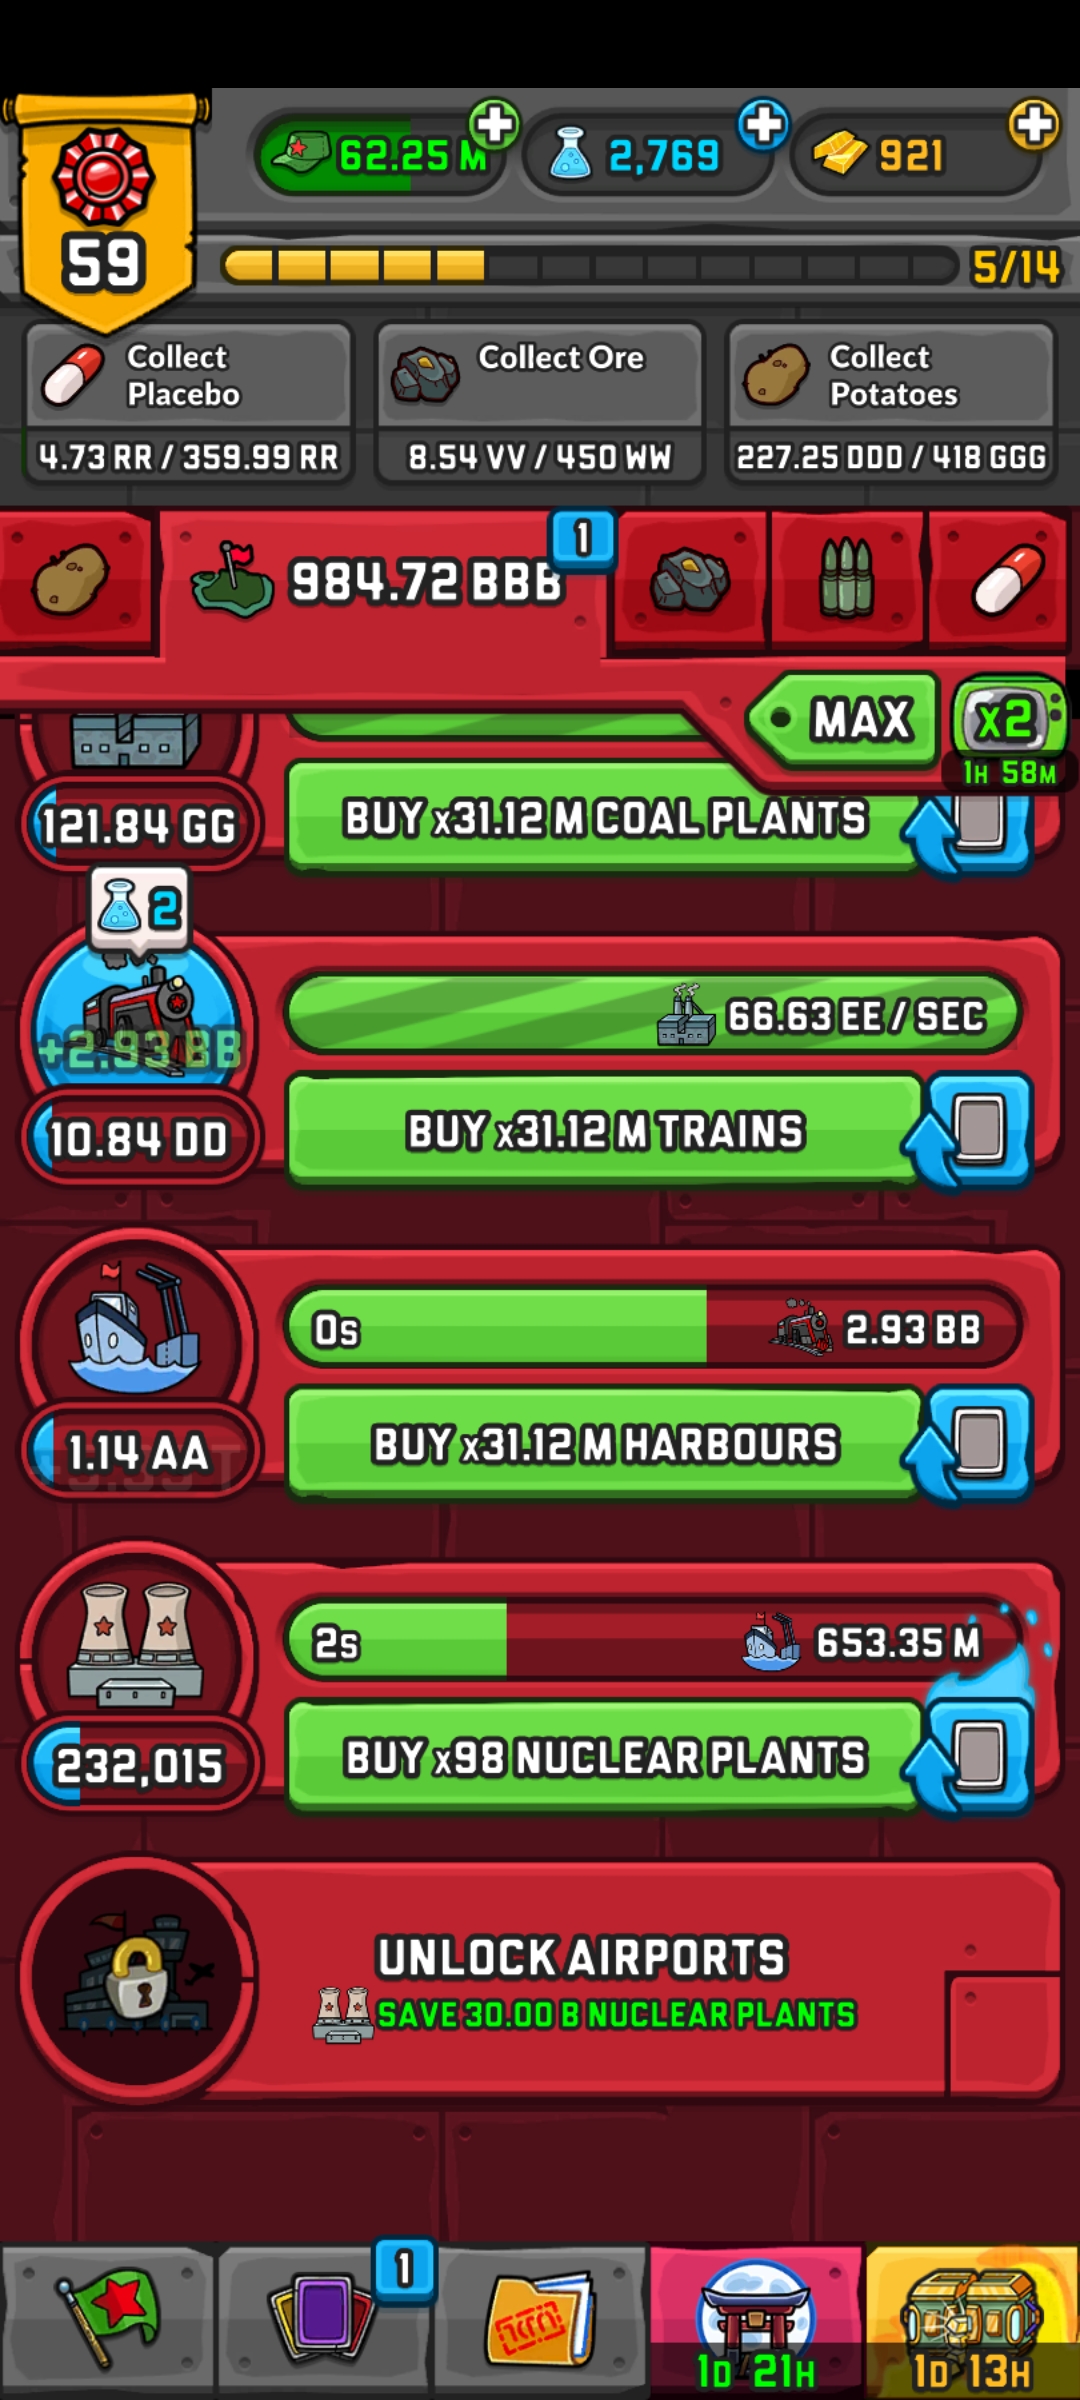 62.25 M
2,769
921
59
5/14
Collect
Placebo
4.73 RR / 359.99 RR
Collect Ore
8.54 VV / 450 WW
Collect
Potatoes
227.25 DDD / 418 GGG
984.72 BBB
1
MAX
x2
1H 58M
121.84 GG
BUY x31.12 M COAL PLANTS
2
+2.93 BB
66.63 EE / SEC
10.84 DD
BUY x31.12 M TRAINS
0s
2.93 BB
1.14 AA
BUY x31.12 M HARBOURS
2s
653.35 M
232,015
BUY x98 NUCLEAR PLANTS
UNLOCK AIRPORTS
SAVE 30.00 B NUCLEAR PLANTS
1
1D 21H
1D 13H